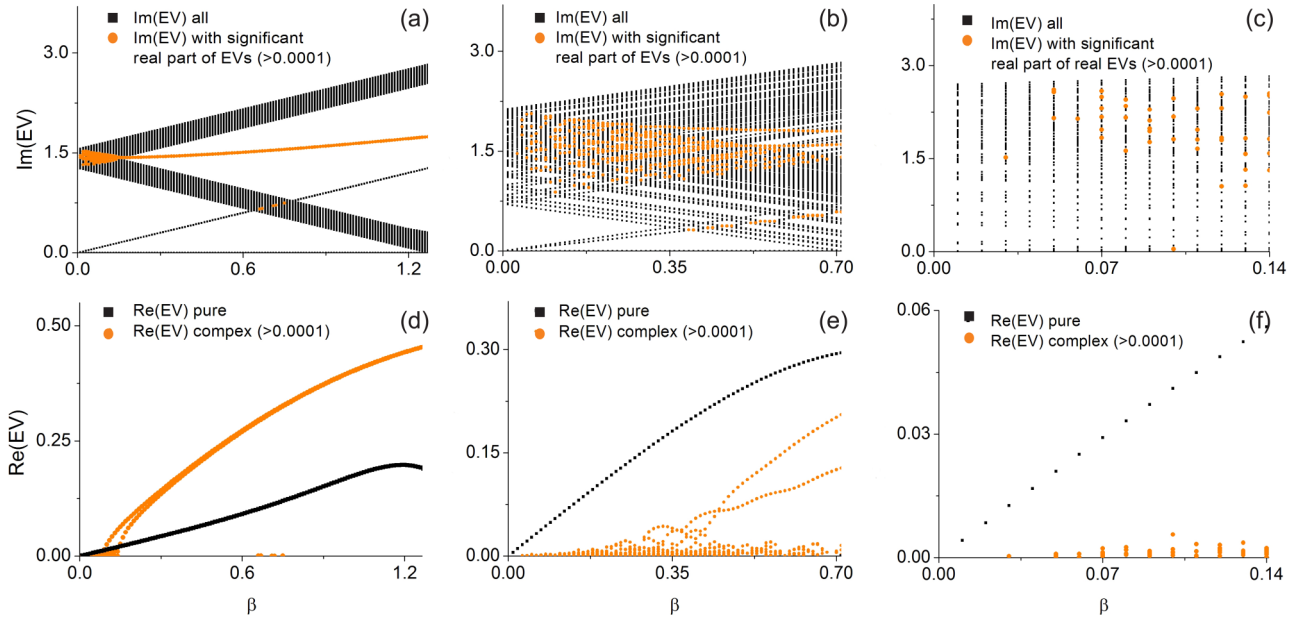 (a)
Im(EV) all
Im(EV) with significant
real part of EVs (>0.0001)
3.0
1.5
0.0
0.0
0.6
1.2
Im(EV)
(b)
Im(EV) all
Im(EV) with significant
real part of EVs (>0.0001)
3.0
1.5
0.0
0.00
0.35
0.70
(c)
Im(EV) all
Im(EV) with significant
real part of real EVs (>0.0001)
3.0
1.5
0.0
0.00
0.07
0.14
(d)
Re(EV) pure
Re(EV) compex (>0.0001)
0.50
0.25
0.00
0.0
0.6
1.2
Re(EV)
β
(e)
Re(EV) pure
Re(EV) complex (>0.0001)
0.30
0.15
0.00
0.00
0.35
0.70
β
(f)
Re(EV) pure
Re(EV) complex (>0.0001)
0.06
0.03
0.00
0.00
0.07
0.14
β